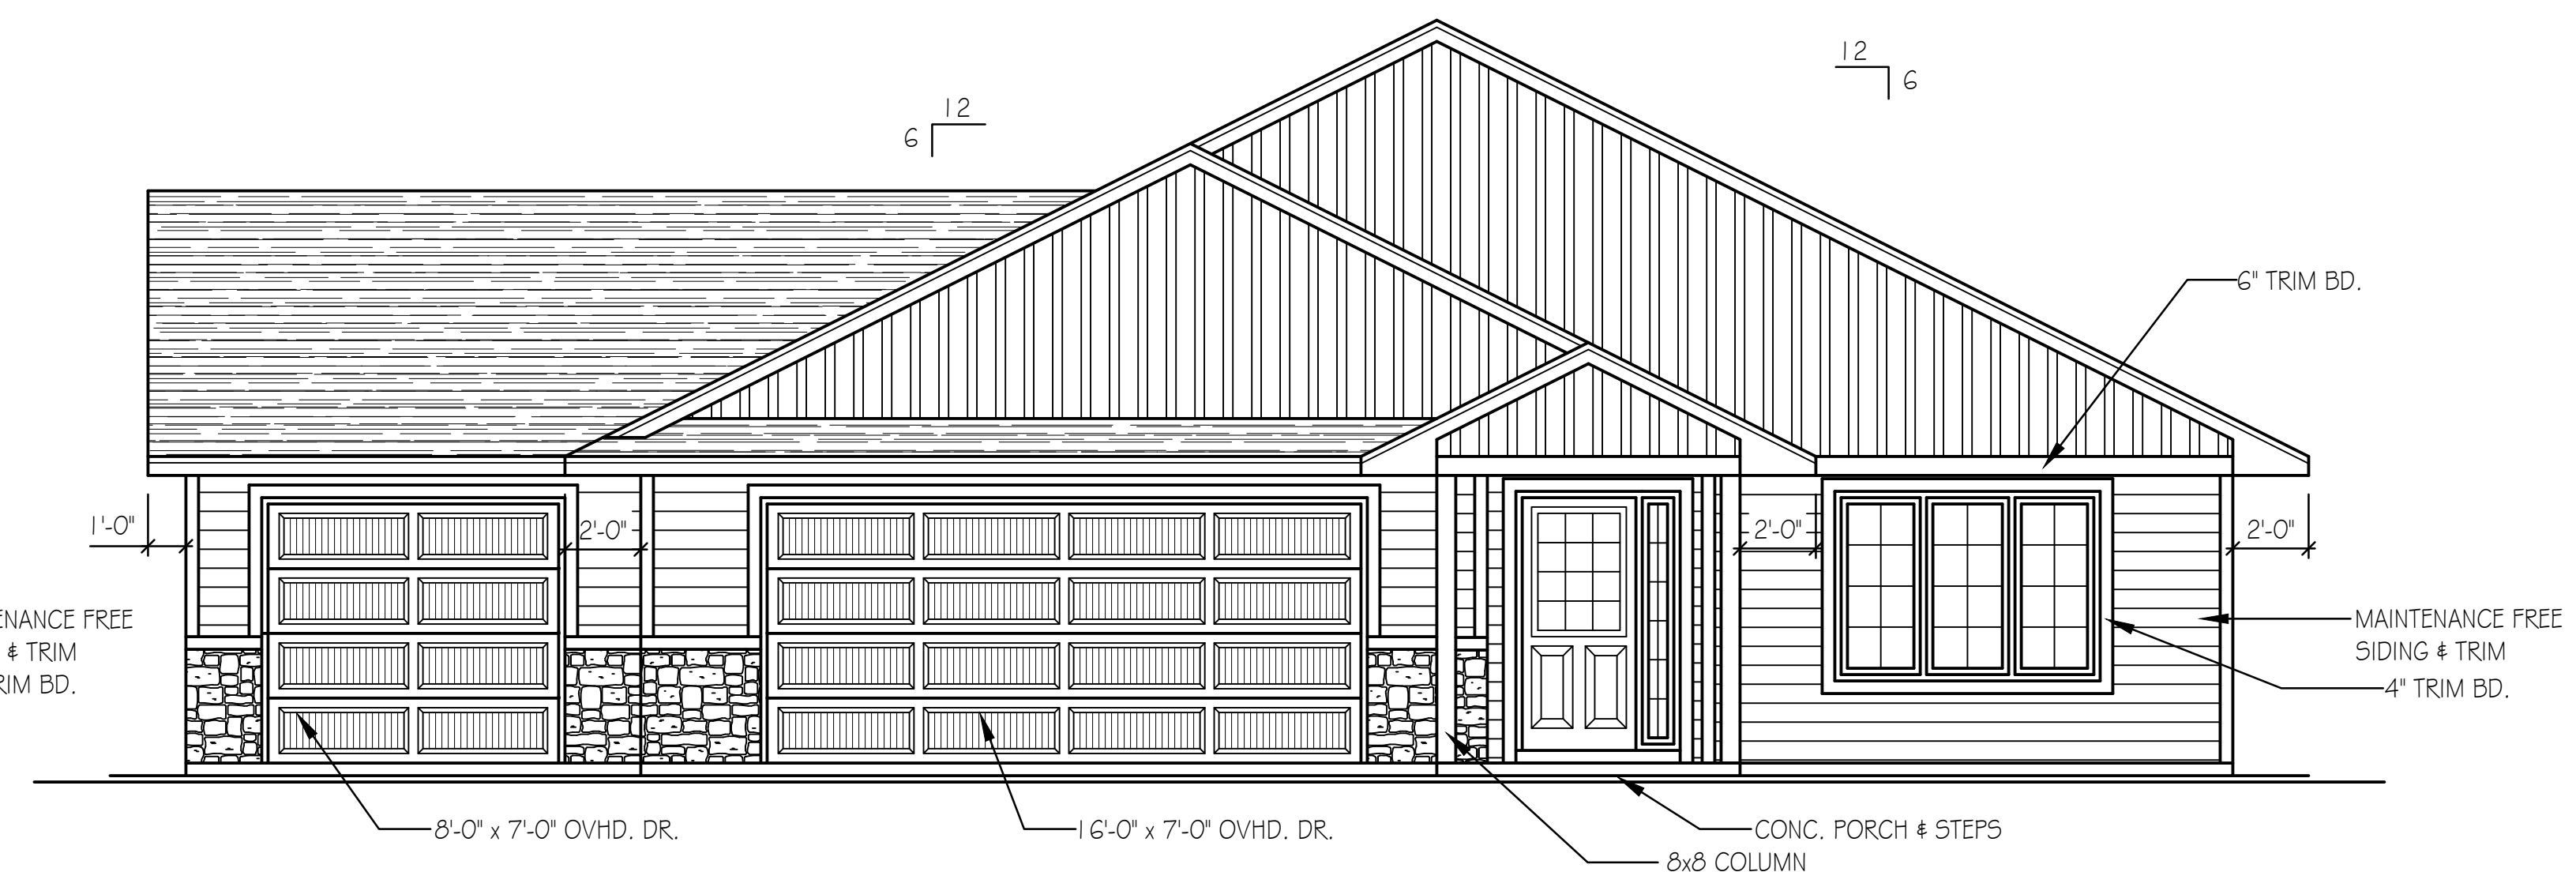 12
6
12
6
6" TRIM BD.
1'-0"
2'-0"
2'-0"
2'-0"
ENANCE FREE
& TRIM
RIM BD.
MAINTENANCE FREE
SIDING & TRIM
4" TRIM BD.
8'-0" x 7'-0" OVHD. DR.
16'-0" x 7'-0" OVHD. DR.
CONC. PORCH & STEPS
8x8 COLUMN